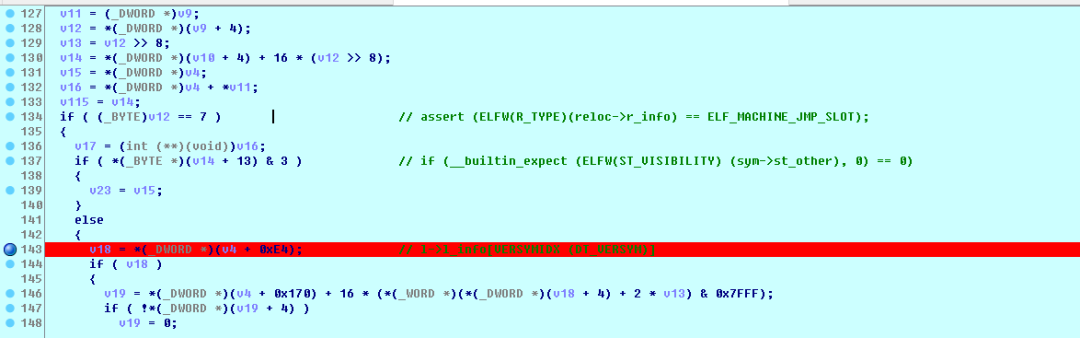 127 v11 = (_DWORD *)v9;
128 v12 = *(_DWORD *)(v9 + 4);
129 v13 = v12 >> 8;
130 v14 = *(_DWORD *)(v10 + 4) + 16 * (v12 >> 8);
131 v15 = *(_DWORD *)v4;
132 v16 = *(_DWORD *)v4 + *v11;
133 v115 = v14;
134 if ( (_BYTE)v12 == 7 ) // assert (ELFW(R_TYPE)(reloc->r_info) == ELF_MACHINE_JMP_SLOT);
135 {
136 v17 = (int (**)(void))v16;
137 if ( *(_BYTE *)(v14 + 13) & 3 ) // if (__builtin_expect (ELFW(ST_VISIBILITY) (sym->st_other), 0) == 0)
138 {
139 v23 = v15;
140 }
141 else
142 {
143 v18 = *(_DWORD *)(v4 + 0xE4); //
144 if ( v18 )
145 {
146 v19 = *(_DWORD *)(v4 + 0x170) + 16 * (*(_WORD *)(*(_DWORD *)(v18 + 4) + 2 * v13) & 0x7FFF);
147 if ( !*(_DWORD *)(v19 + 4) )
148 v19 = 0;